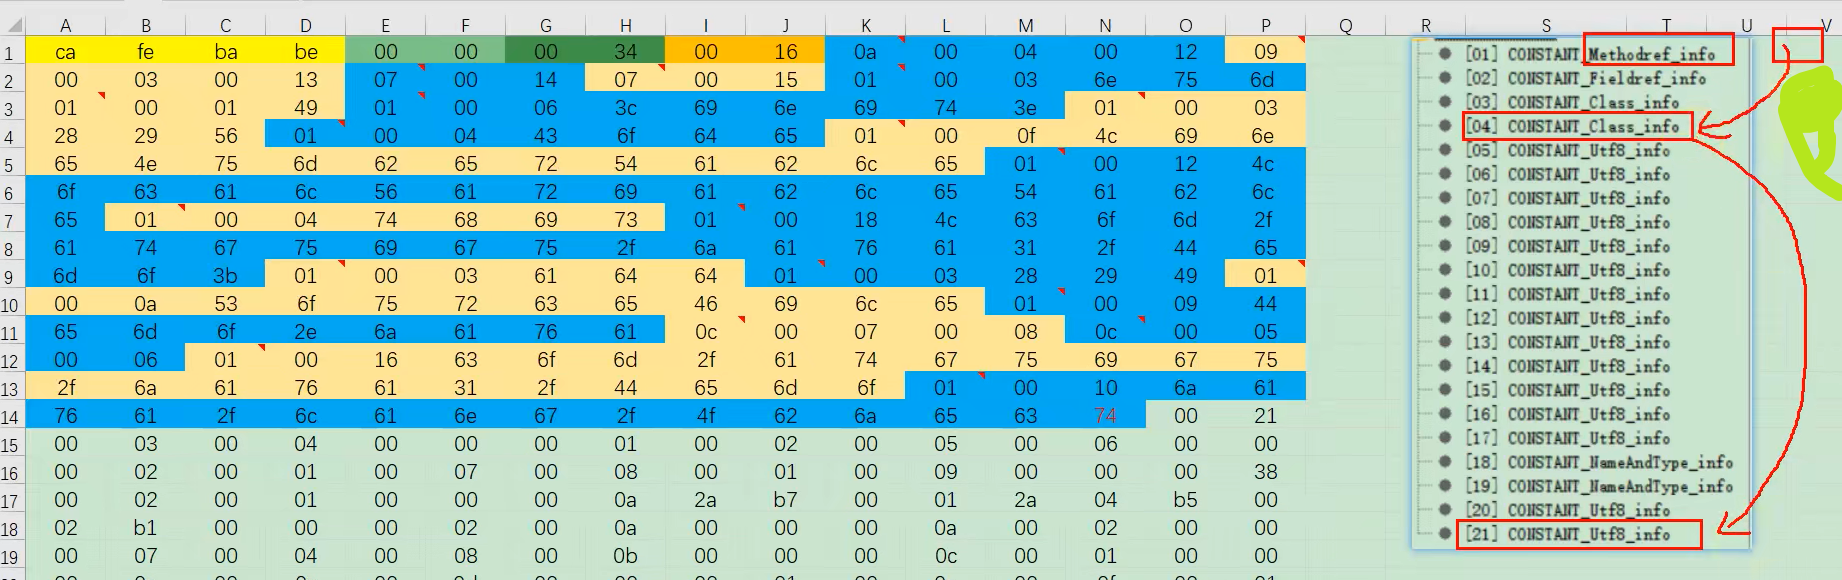 A B C D E F G H I J K L M N O P Q R S T U V
1 ca fe ba be 00 00 00 34 00 16 0a 00 04 00 12 09
2 00 03 00 13 07 00 14 07 00 15 01 00 03 6e 75 6d
3 01 00 01 49 01 00 06 3c 69 6e 69 74 3e 01 00 03
4 28 29 56 01 00 04 43 6f 64 65 01 00 0f 4c 69 6e
5 65 4e 75 6d 62 65 72 54 61 62 6c 65 01 00 12 4c
6 6f 63 61 6c 56 61 72 69 61 62 6c 65 54 61 62 6c
7 65 01 00 04 74 68 69 73 01 00 18 4c 63 6f 6d 2f
8 61 74 67 75 69 67 75 2f 6a 61 76 61 31 2f 44 65
9 6d 6f 3b 01 00 03 61 64 64 01 00 03 28 29 49 01
10 00 0a 53 6f 75 72 63 65 46 69 6c 65 01 00 09 44
11 65 6d 6f 2e 6a 61 76 61 0c 00 07 00 08 0c 00 05
12 00 06 01 00 16 63 6f 6d 2f 61 74 67 75 69 67 75
13 2f 6a 61 76 61 31 2f 44 65 6d 6f 01 00 10 6a 61
14 76 61 2f 6c 61 6e 67 2f 4f 62 6a 65 63 74 00 21
15 00 03 00 04 00 00 00 01 00 02 00 05 00 06 00 00
16 00 02 00 01 00 07 00 08 00 01 00 09 00 00 00 38
17 00 02 00 01 00 00 00 0a 2a b7 00 01 2a 04 b5 00
18 02 b1 00 00 00 02 00 0a 00 00 00 0a 00 02 00 00
19 00 07 00 04 00 08 00 0b 00 00 00 0c 00 01 00 00
[01] CONSTANT_Methodref_info
[02] CONSTANT_Fieldref_info
[03] CONSTANT_Class_info
[04] CONSTANT_Class_info
[05] CONSTANT_Utf8_info
[06] CONSTANT_Utf8_info
[07] CONSTANT_Utf8_info
[08] CONSTANT_Utf8_info
[09] CONSTANT_Utf8_info
[10] CONSTANT_Utf8_info
[11] CONSTANT_Utf8_info
[12] CONSTANT_Utf8_info
[13] CONSTANT_Utf8_info
[14] CONSTANT_Utf8_info
[15] CONSTANT_Utf8_info
[16] CONSTANT_Utf8_info
[17] CONSTANT_Utf8_info
[18] CONSTANT_NameAndType_info
[19] CONSTANT_NameAndType_info
[20] CONSTANT_Utf8_info
[21] CONSTANT_Utf8_info